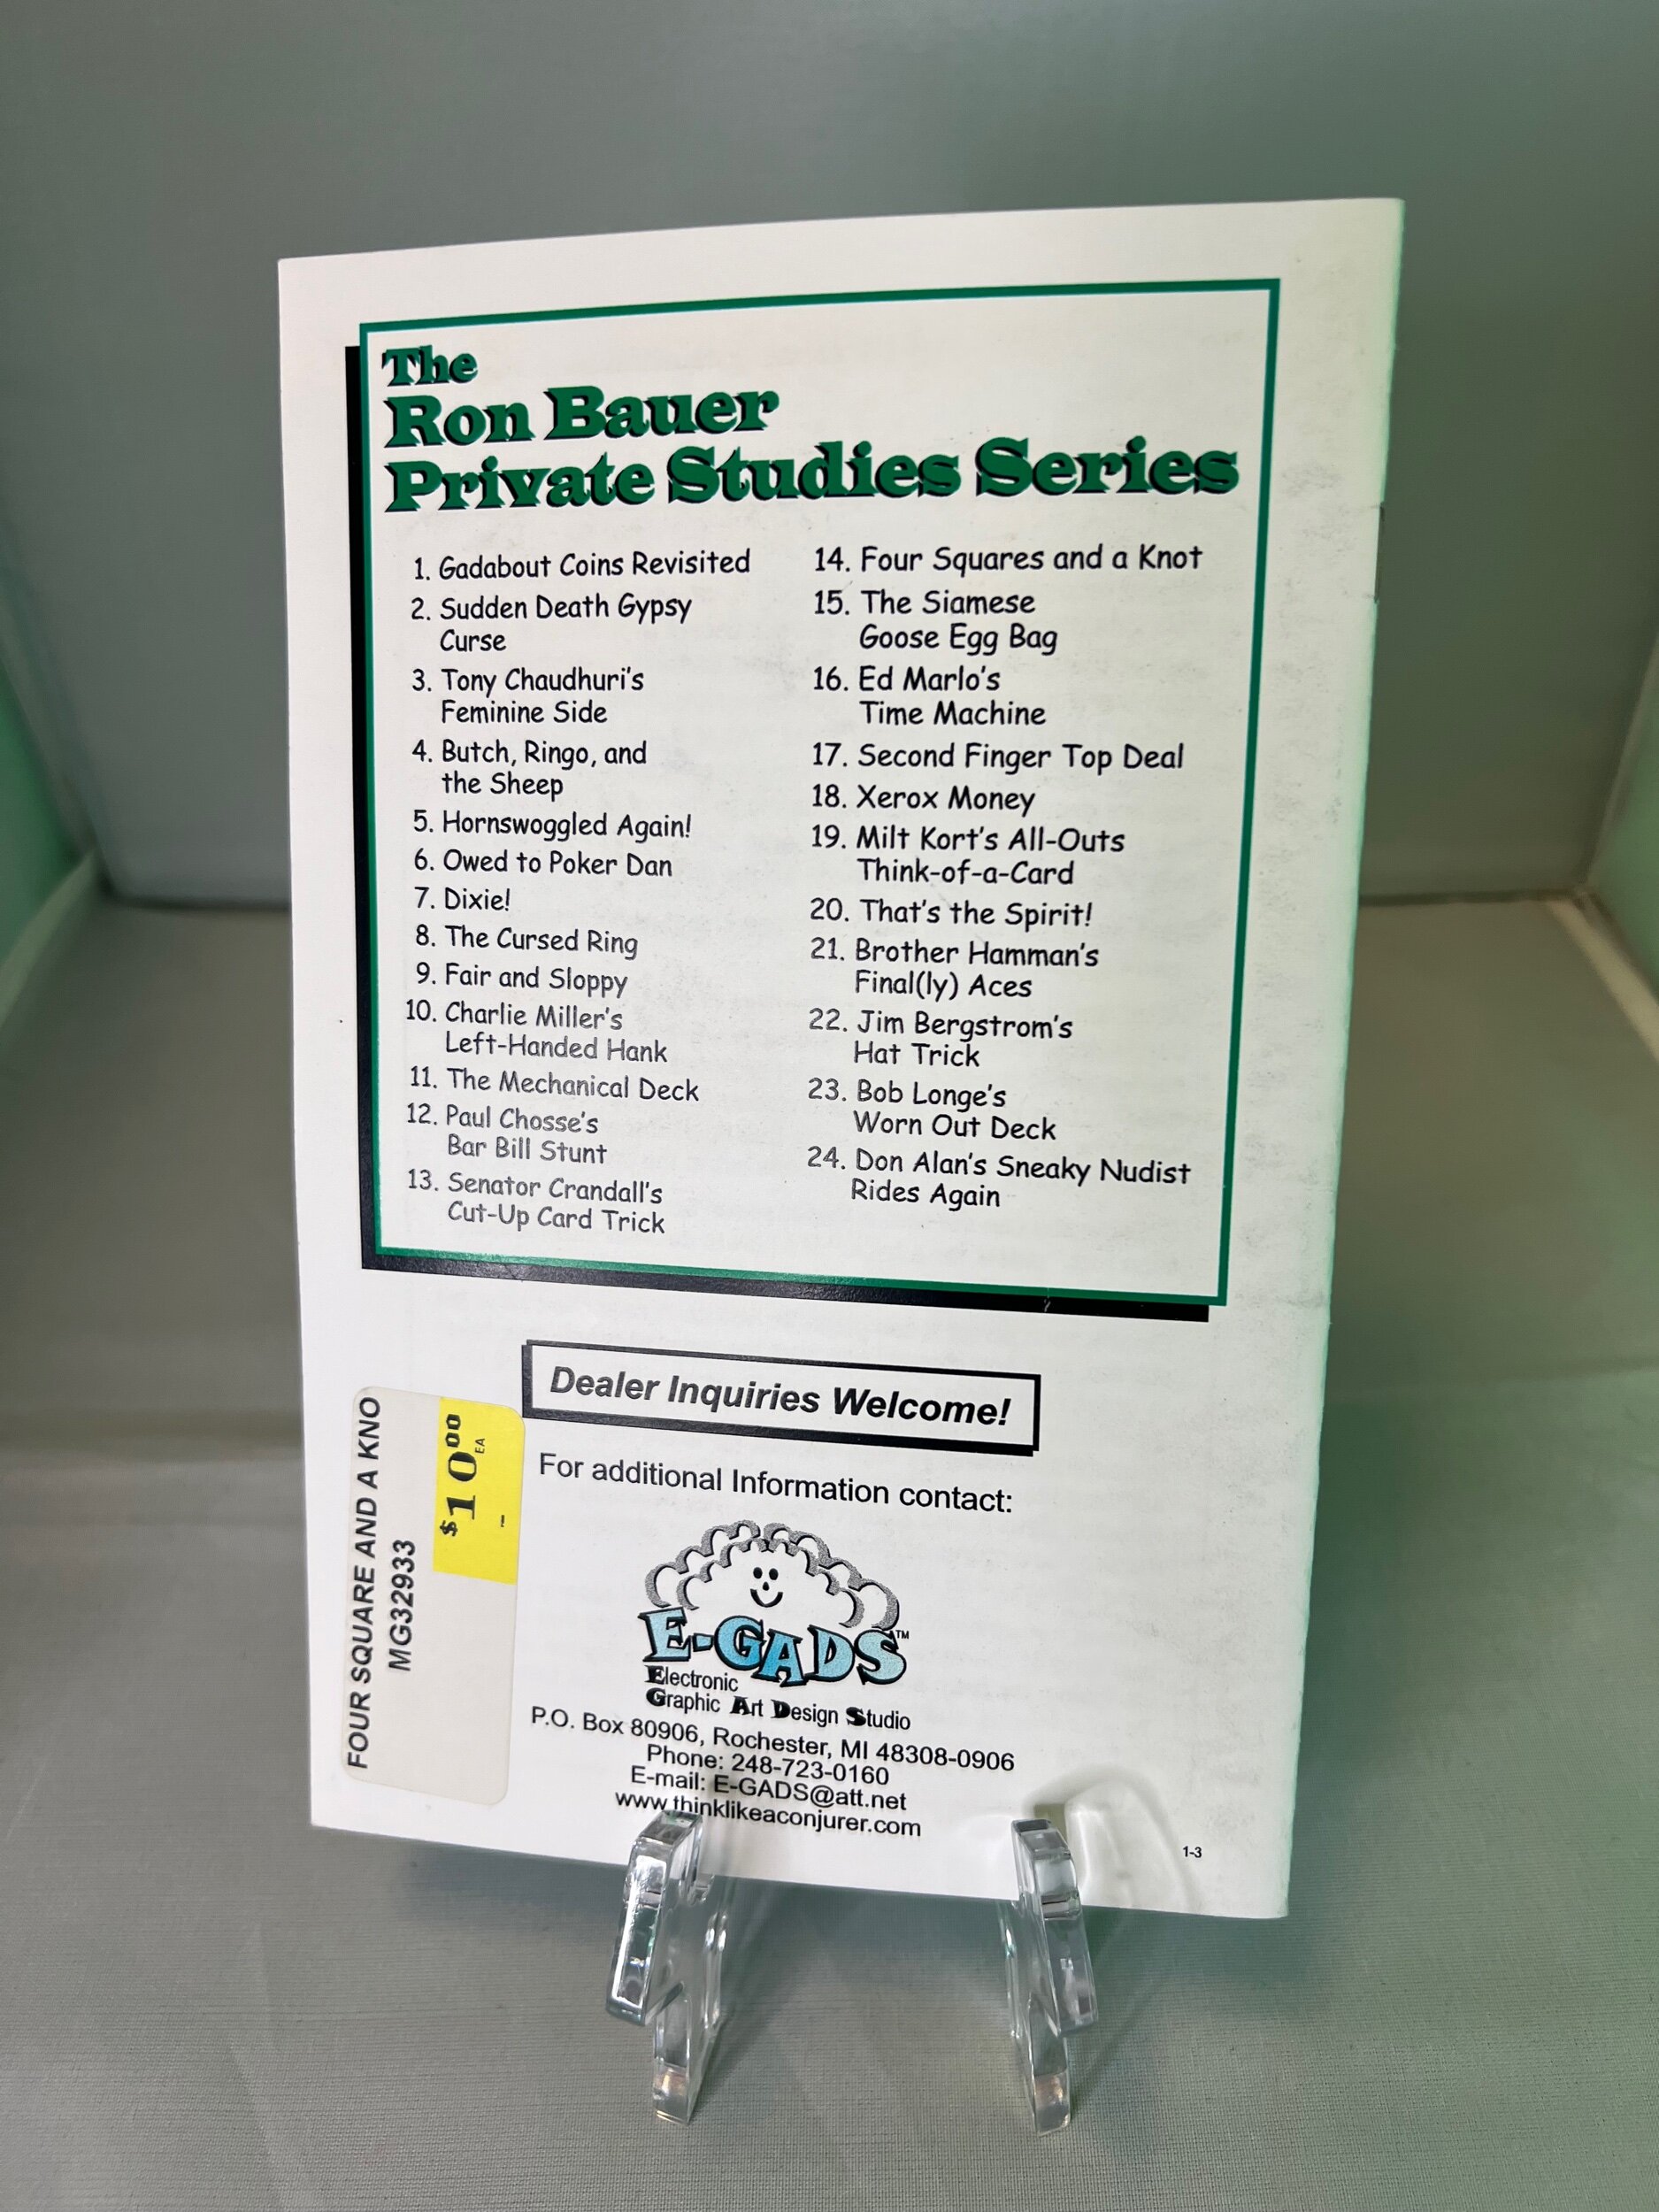 The
Ron Bauer
Private Studies Series
1. Gadabout Coins Revisited
2. Sudden Death Gypsy
Curse
3. Tony Chaudhuri's
Feminine Side
4. Butch, Ringo, and
the Sheep
5. Hornswoggled Again!
6. Owed to Poker Dan
7. Dixie!
8. The Cursed Ring
9. Fair and Sloppy
10. Charlie Miller's
Left-Handed Hank
11. The Mechanical Deck
12. Paul Chosse's
Bar Bill Stunt
13. Senator Crandall's
Cut-Up Card Trick
14. Four Squares and a Knot
15. The Siamese
Goose Egg Bag
16. Ed Marlo's
Time Machine
17. Second Finger Top Deal
18. Xerox Money
19. Milt Kort's All-Outs
Think-of-a-Card
20. That's the Spirit!
21. Brother Hamman's
Final(ly) Aces
22. Jim Bergstrom's
Hat Trick
23. Bob Longe's
Worn Out Deck
24. Don Alan's Sneaky Nudist
Rides Again
Dealer Inquiries Welcome!
For additional Information contact:
E-GADS™
Electronic
Graphic Art Design Studio
P.O. Box 80906, Rochester, MI 48308-0906
Phone: 248-723-0160
E-mail: E-GADS@att.net
www.thinklikeaconjurer.com
1-3
FOUR SQUARE AND A KNO
MG32933
$10.00 EA